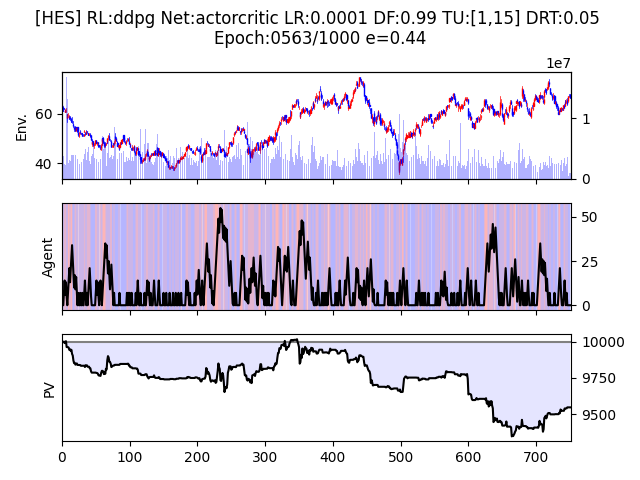 [HES] RL:ddpg Net:actorcritic LR:0.0001 DF:0.99 TU:[1,15] DRT:0.05
Epoch:0563/1000 e=0.44
1e7
Env.
60
40
1
0
Agent
50
25
0
PV
10000
9750
9500
0 100 200 300 400 500 600 700